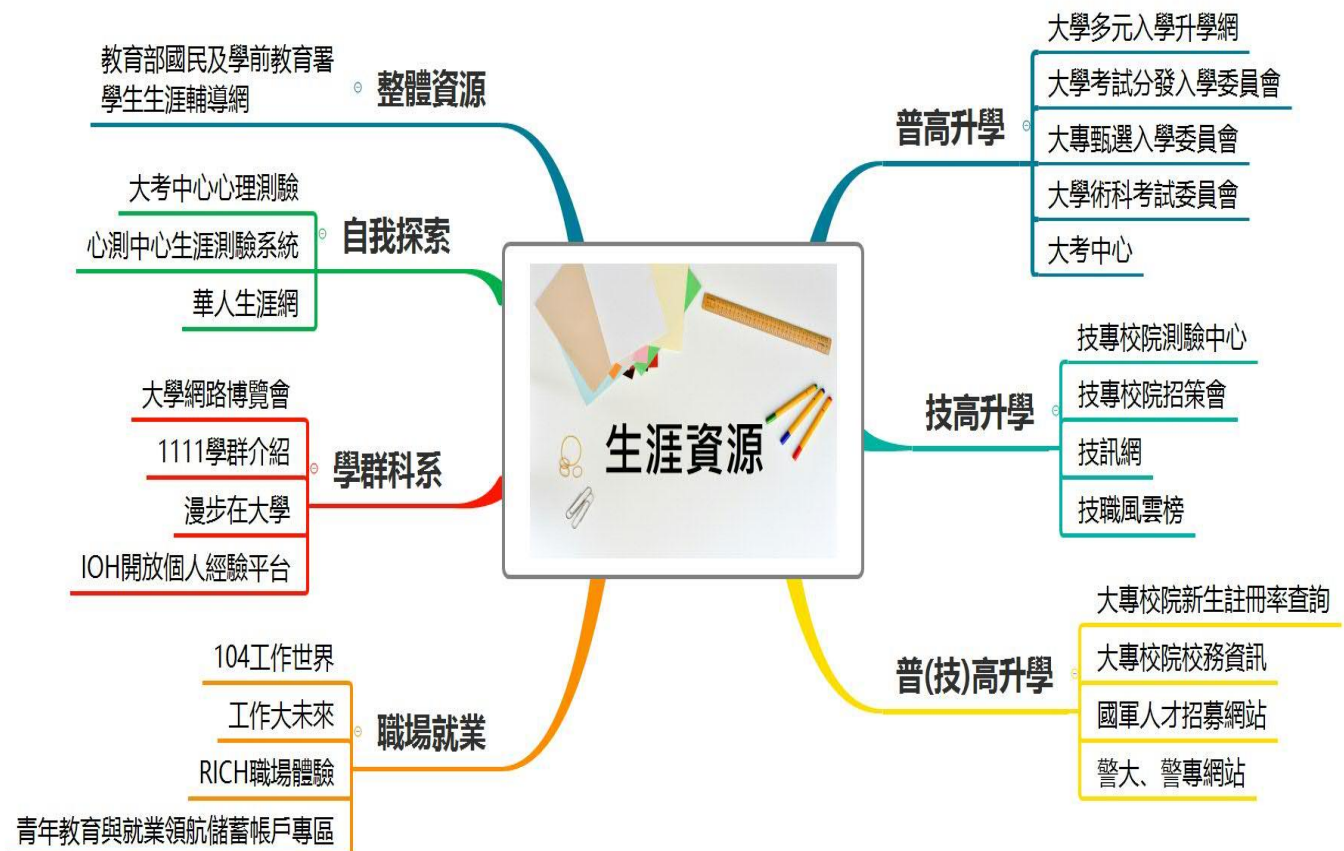 生涯資源
整體資源
教育部國民及學前教育署
學生生涯輔導網
自我探索
大考中心心理測驗
心測中心生涯測驗系統
華人生涯網
學群科系
大學網路博覽會
1111學群介紹
漫步在大學
IOH開放個人經驗平台
職場就業
104工作世界
工作大未來
RICH職場體驗
青年教育與就業領航儲蓄帳戶專區
普高升學
大學多元入學升學網
大學考試分發入學委員會
大專甄選入學委員會
大學術科考試委員會
大考中心
技高升學
技專校院測驗中心
技專校院招策會
技訊網
技職風雲榜
普(技)高升學
大專校院新生註冊率查詢
大專校院校務資訊
國軍人才招募網站
警大、警專網站